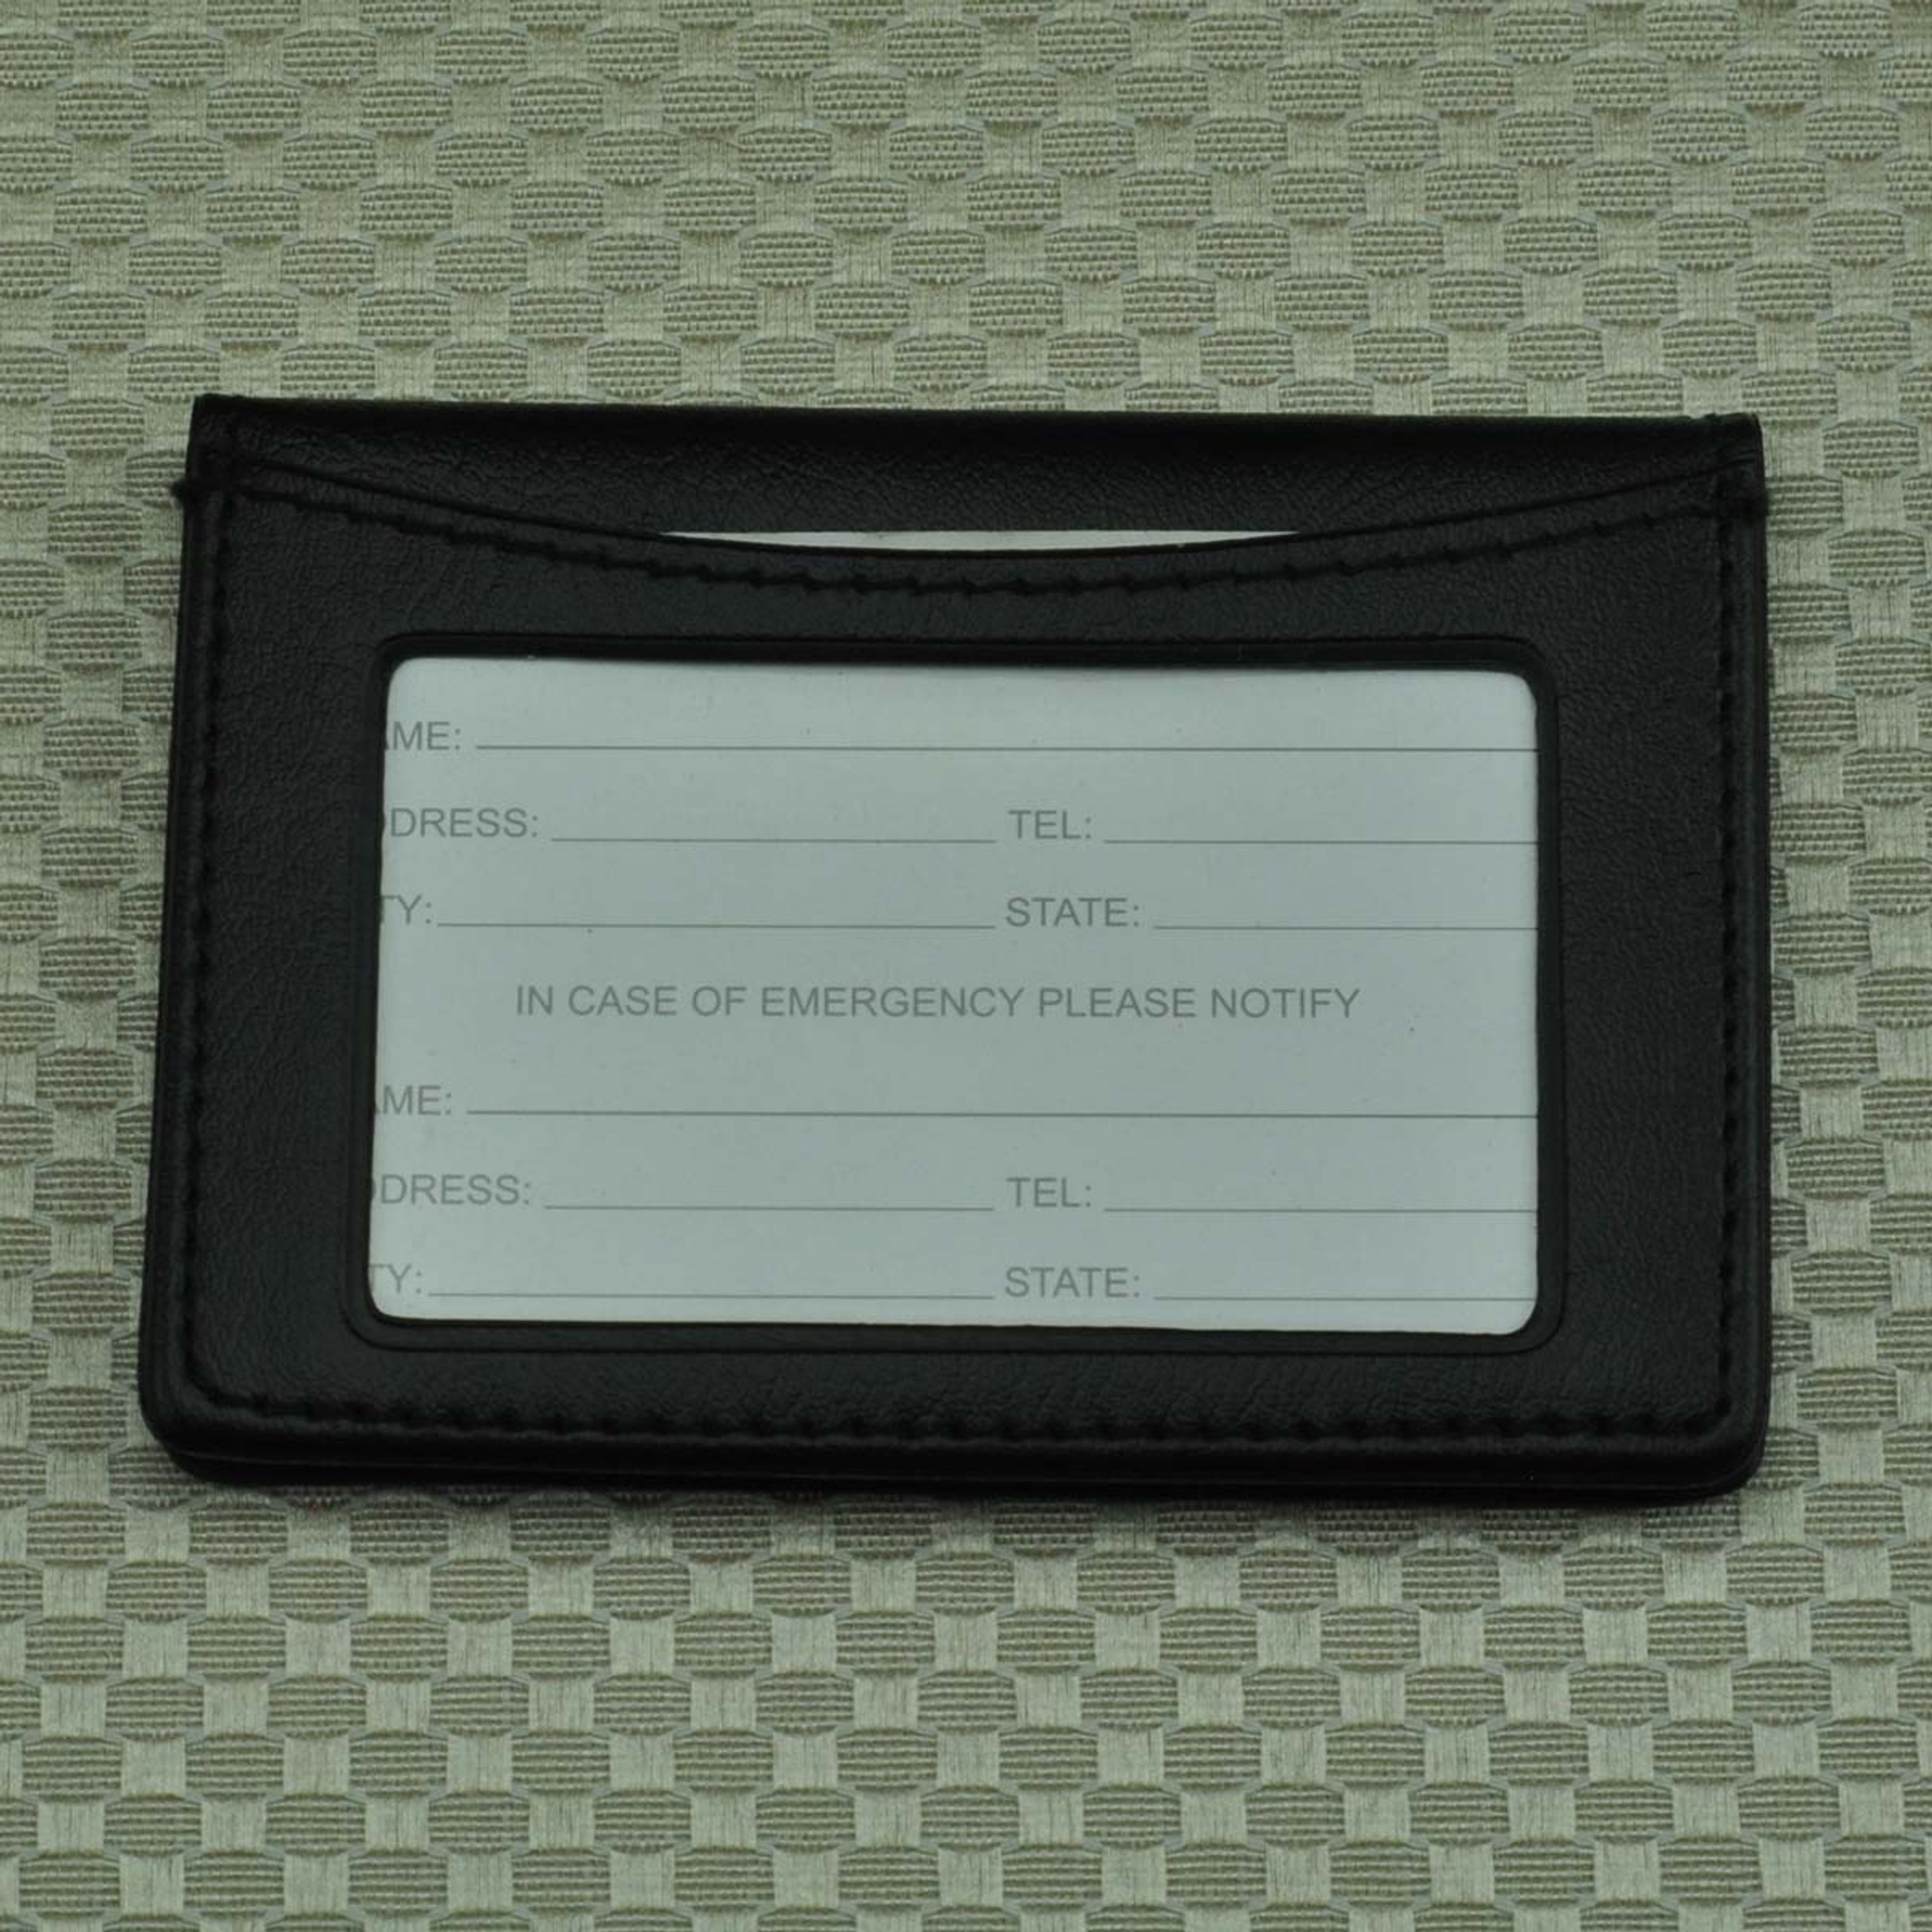 AME:
DDRESS: TEL:
TY: STATE:
IN CASE OF EMERGENCY PLEASE NOTIFY
AME:
DDRESS: TEL:
TY: STATE: